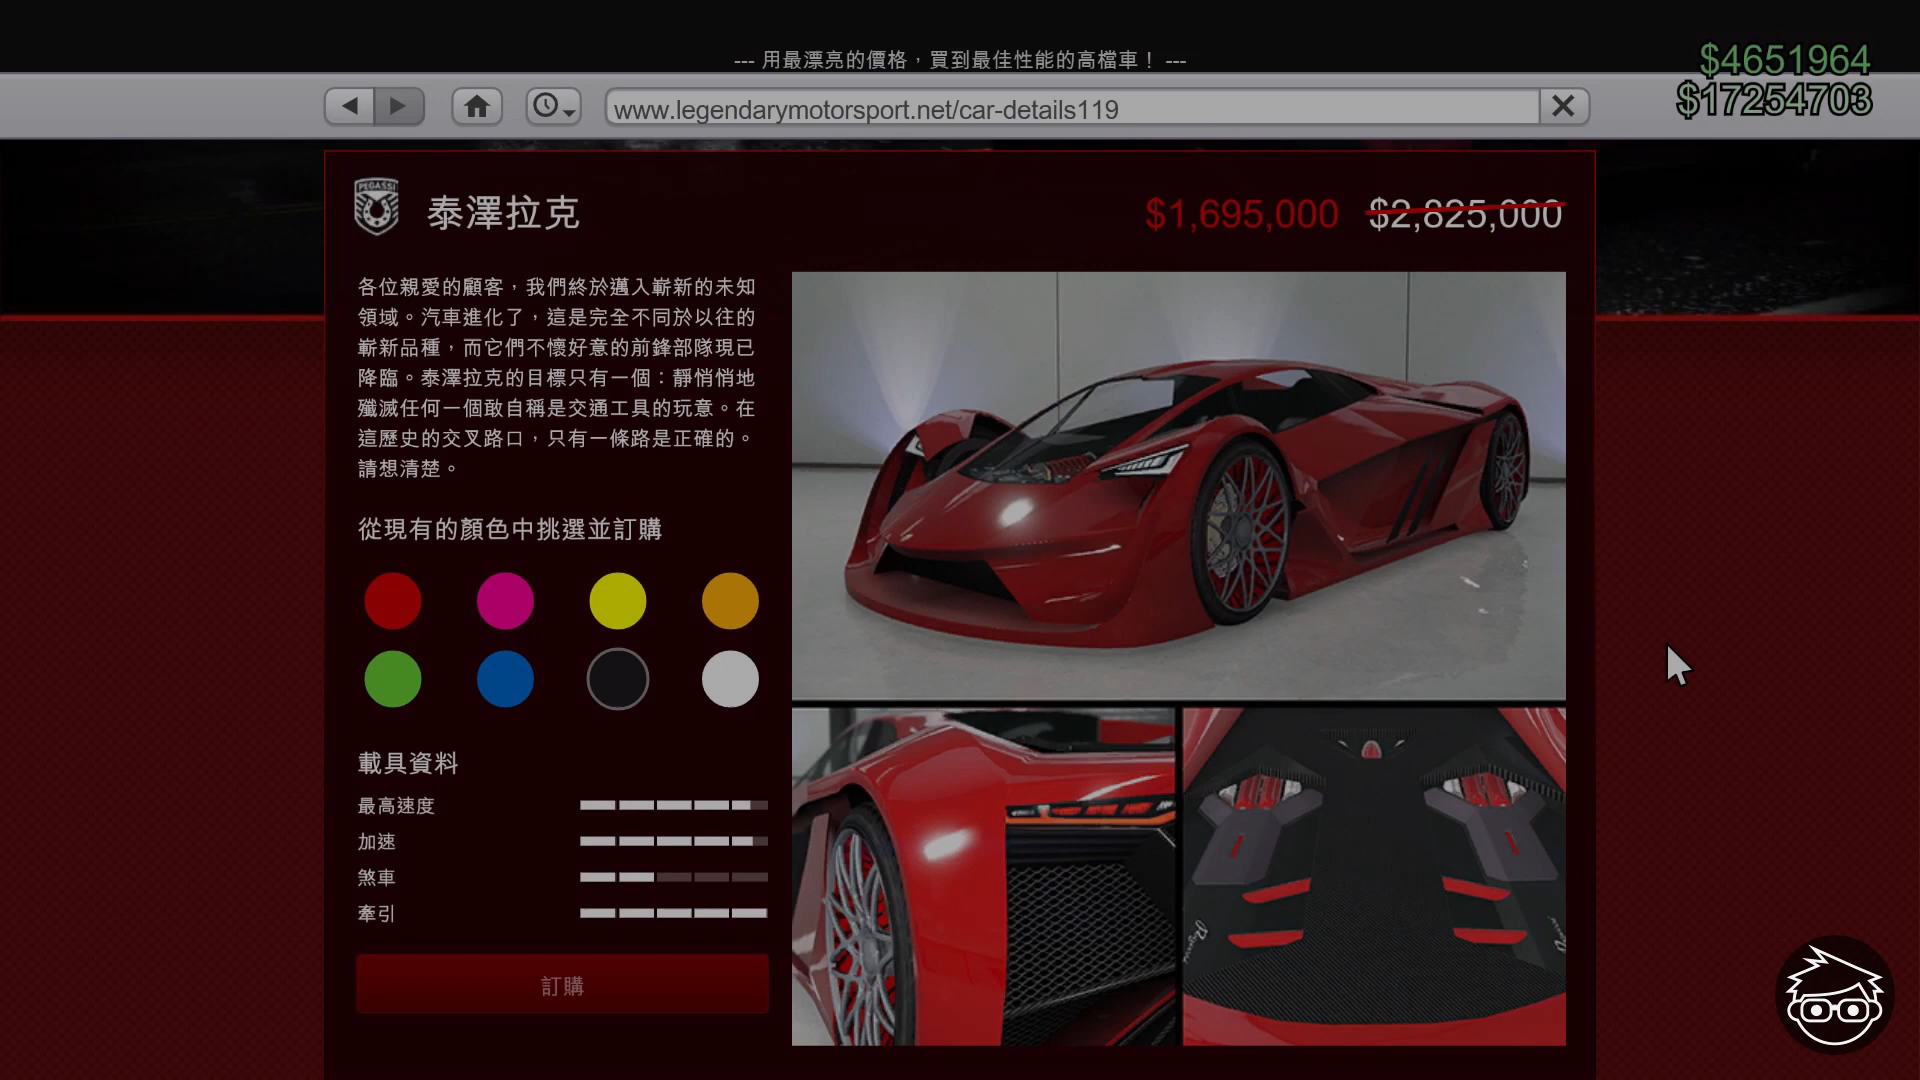 --- 用最漂亮的價格，買到最佳性能的高檔車！ ---
$4651964
$17254703
www.legendarymotorsport.net/car-details119
PEGASSI
泰澤拉克
$1,695,000 $2,825,000
各位親愛的顧客，我們終於邁入嶄新的未知
領域。汽車進化了，這是完全不同於以往的
嶄新品種，而它們不懷好意的前鋒部隊現已
降臨。泰澤拉克的目標只有一個：靜悄悄地
殲滅任何一個敢自稱是交通工具的玩意。在
這歷史的交叉路口，只有一條路是正確的。
請想清楚。
從現有的顏色中挑選並訂購
載具資料
最高速度
加速
煞車
牽引
訂購